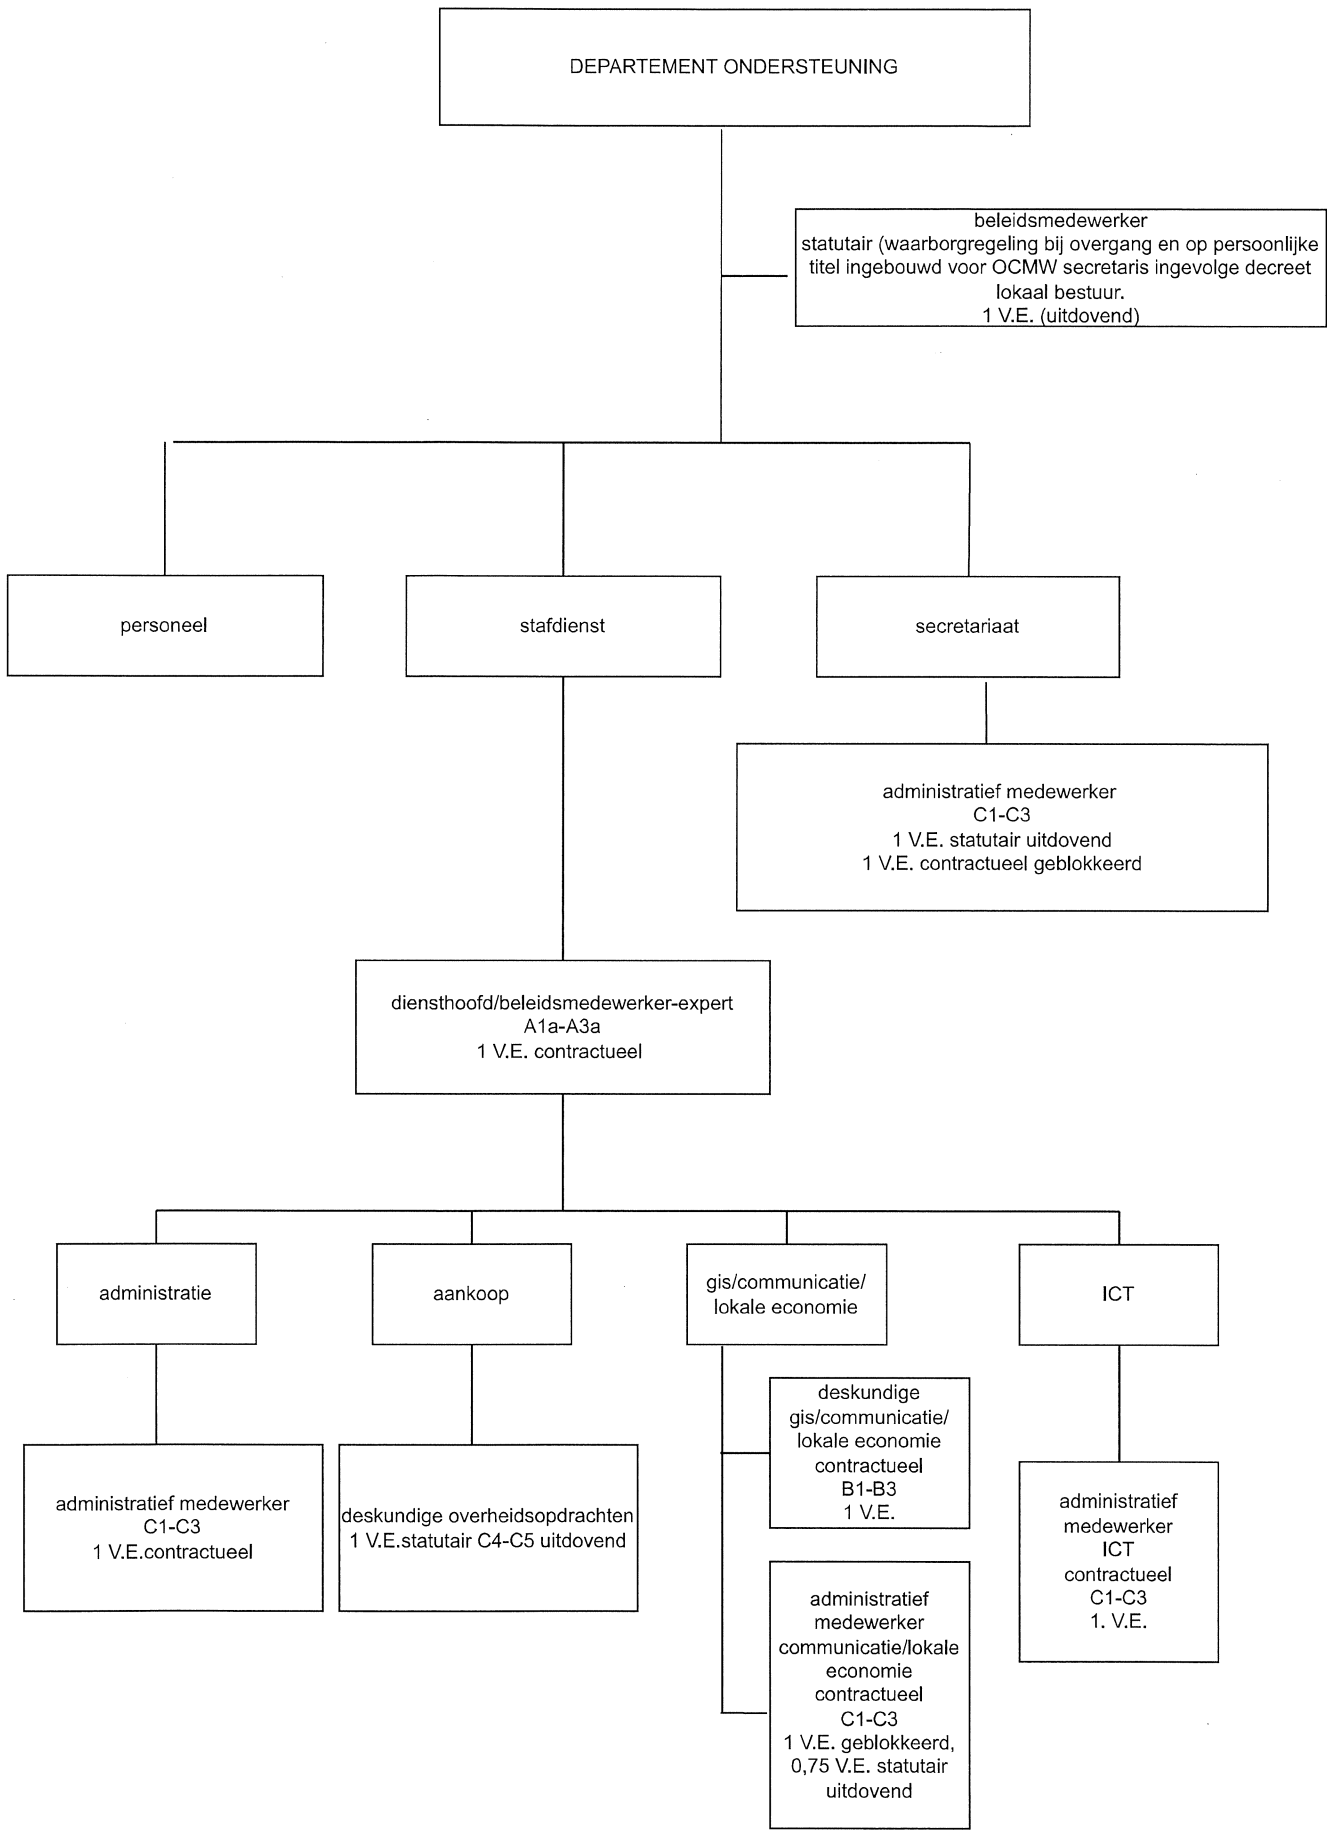 DEPARTEMENT ONDERSTEUNING
beleidsmedewerker
statutair (waarborgregeling bij overgang en op persoonlijke
titel ingebouwd voor OCMW secretaris ingevolge decreet
lokaal bestuur.
1 V.E. (uitdovend)
personeel
stafdienst
secretariaat
administratief medewerker
C1-C3
1 V.E. statutair uitdovend
1 V.E. contractueel geblokkeerd
diensthoofd/beleidsmedewerker-expert
A1a-A3a
1 V.E. contractueel
administratie
aankoop
gis/communicatie/
lokale economie
ICT
administratief medewerker
C1-C3
1 V.E.contractueel
deskundige overheidsopdrachten
1 V.E.statutair C4-C5 uitdovend
deskundige
gis/communicatie/
lokale economie
contractueel
B1-B3
1 V.E.
administratief
medewerker
communicatie/lokale
economie
contractueel
C1-C3
1 V.E. geblokkeerd,
0,75 V.E. statutair
uitdovend
administratief
medewerker
ICT
contractueel
C1-C3
1. V.E.